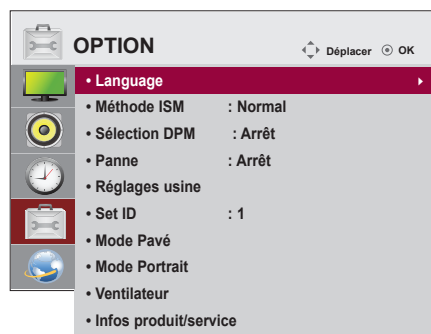 OPTION
Déplacer OK
• Language
• Méthode ISM : Normal
• Sélection DPM : Arrêt
• Panne : Arrêt
• Réglages usine
• Set ID : 1
• Mode Pavé
• Mode Portrait
• Ventilateur
• Infos produit/service